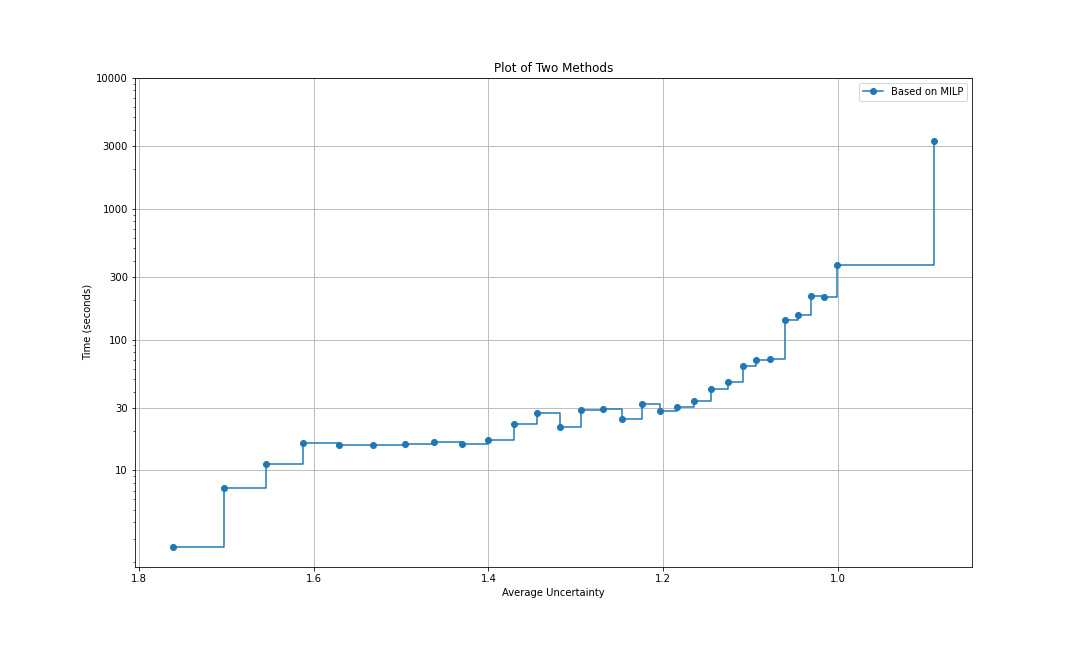 Plot of Two Methods
Based on MILP
Time (seconds)
10000
3000
1000
300
100
30
10
1.8 1.6 1.4 1.2 1.0
Average Uncertainty